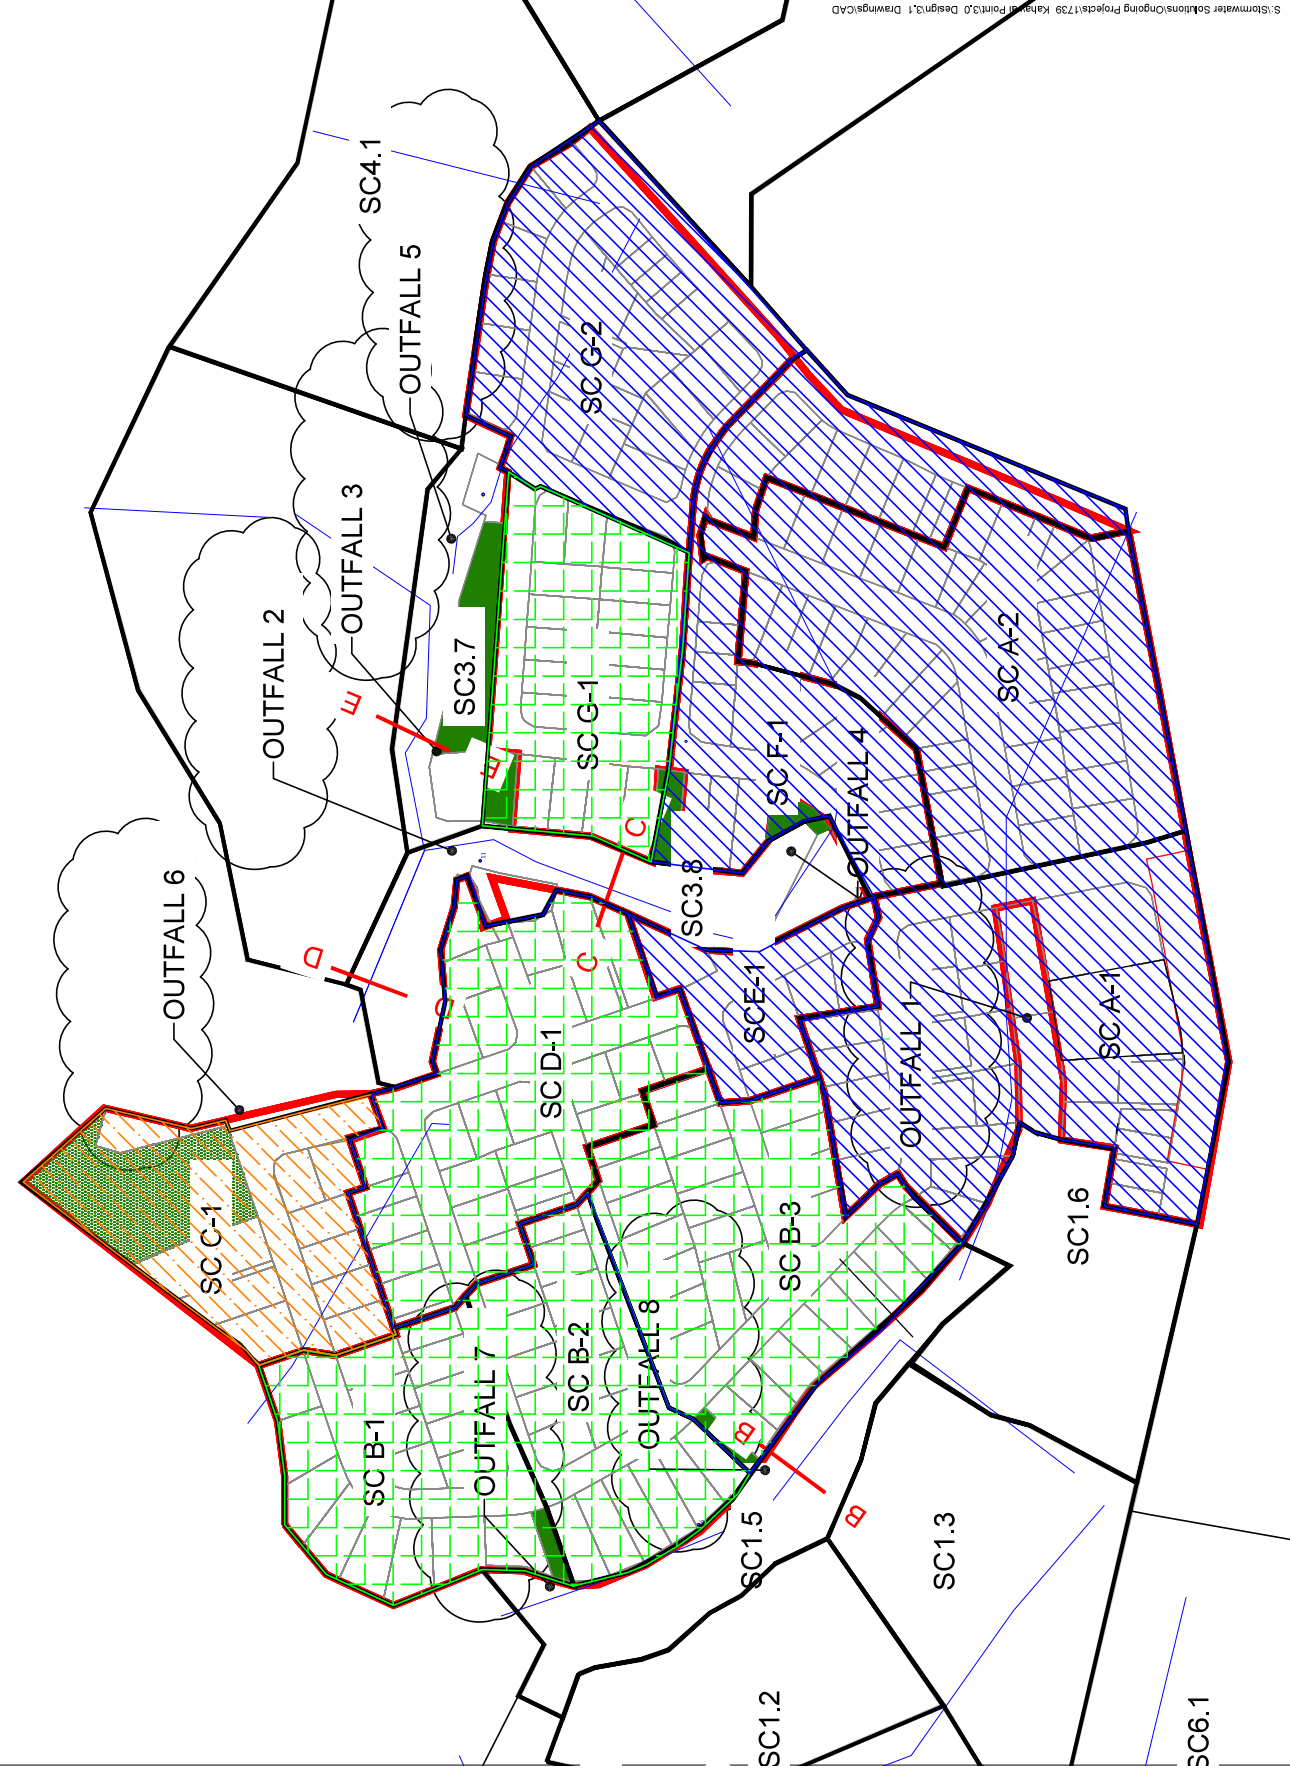 S:\Stormwater Solutions\Ongoing Projects\1739 Kahawai Point\3.0 Design\3.1 Drawings\CAD
SC4.1
OUTFALL 5
OUTFALL 3
OUTFALL 2
OUTFALL 6
SC G-2
SC3.7
E
E
SC G-1
SC A-2
SC F-1
OUTFALL 4
C
C
SC3.8
D
D
SCE-1
OUTFALL 1
SC A-1
SC D-1
SC C-1
SC B-3
SC1.6
OUTFALL 8
SC B-2
OUTFALL 7
SC B-1
B
B
SC1.5
SC1.3
SC1.2
SC6.1